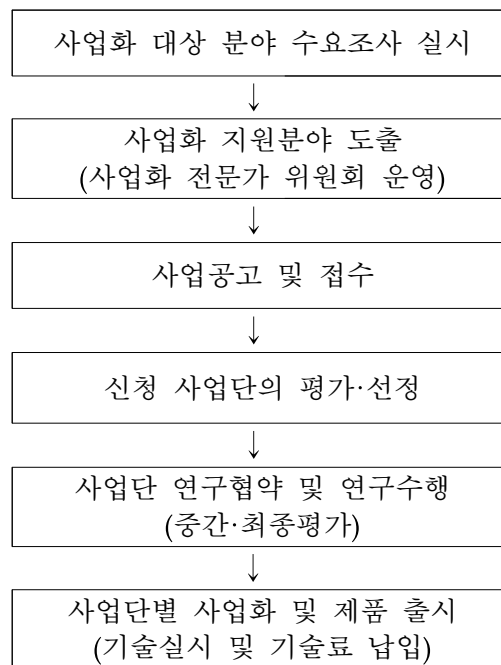 사업화 대상 분야 수요조사 실시
↓
사업화 지원분야 도출
(사업화 전문가 위원회 운영)
↓
사업공고 및 접수
↓
신청 사업단의 평가·선정
↓
사업단 연구협약 및 연구수행
(중간·최종평가)
↓
사업단별 사업화 및 제품 출시
(기술실시 및 기술료 납입)